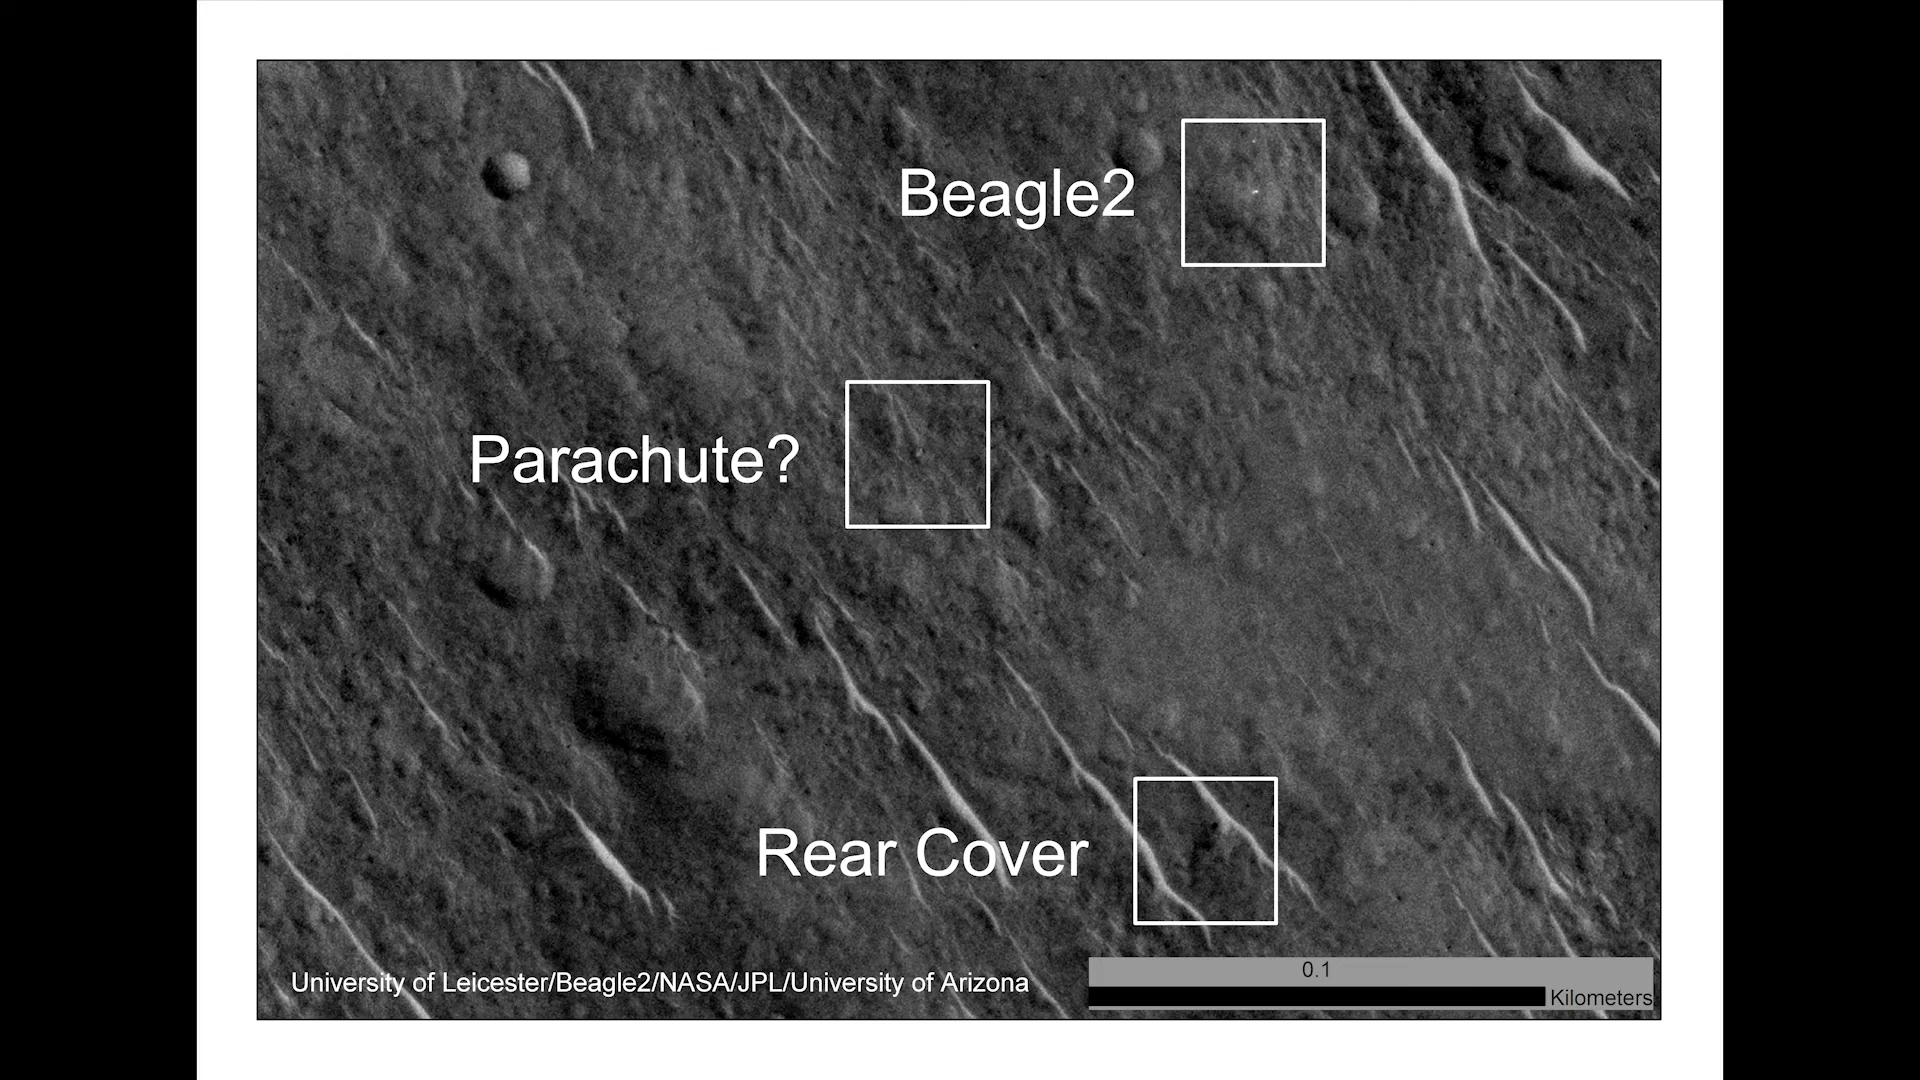 Beagle2
Parachute?
Rear Cover
University of Leicester/Beagle2/NASA/JPL/University of Arizona
0.1
Kilometers